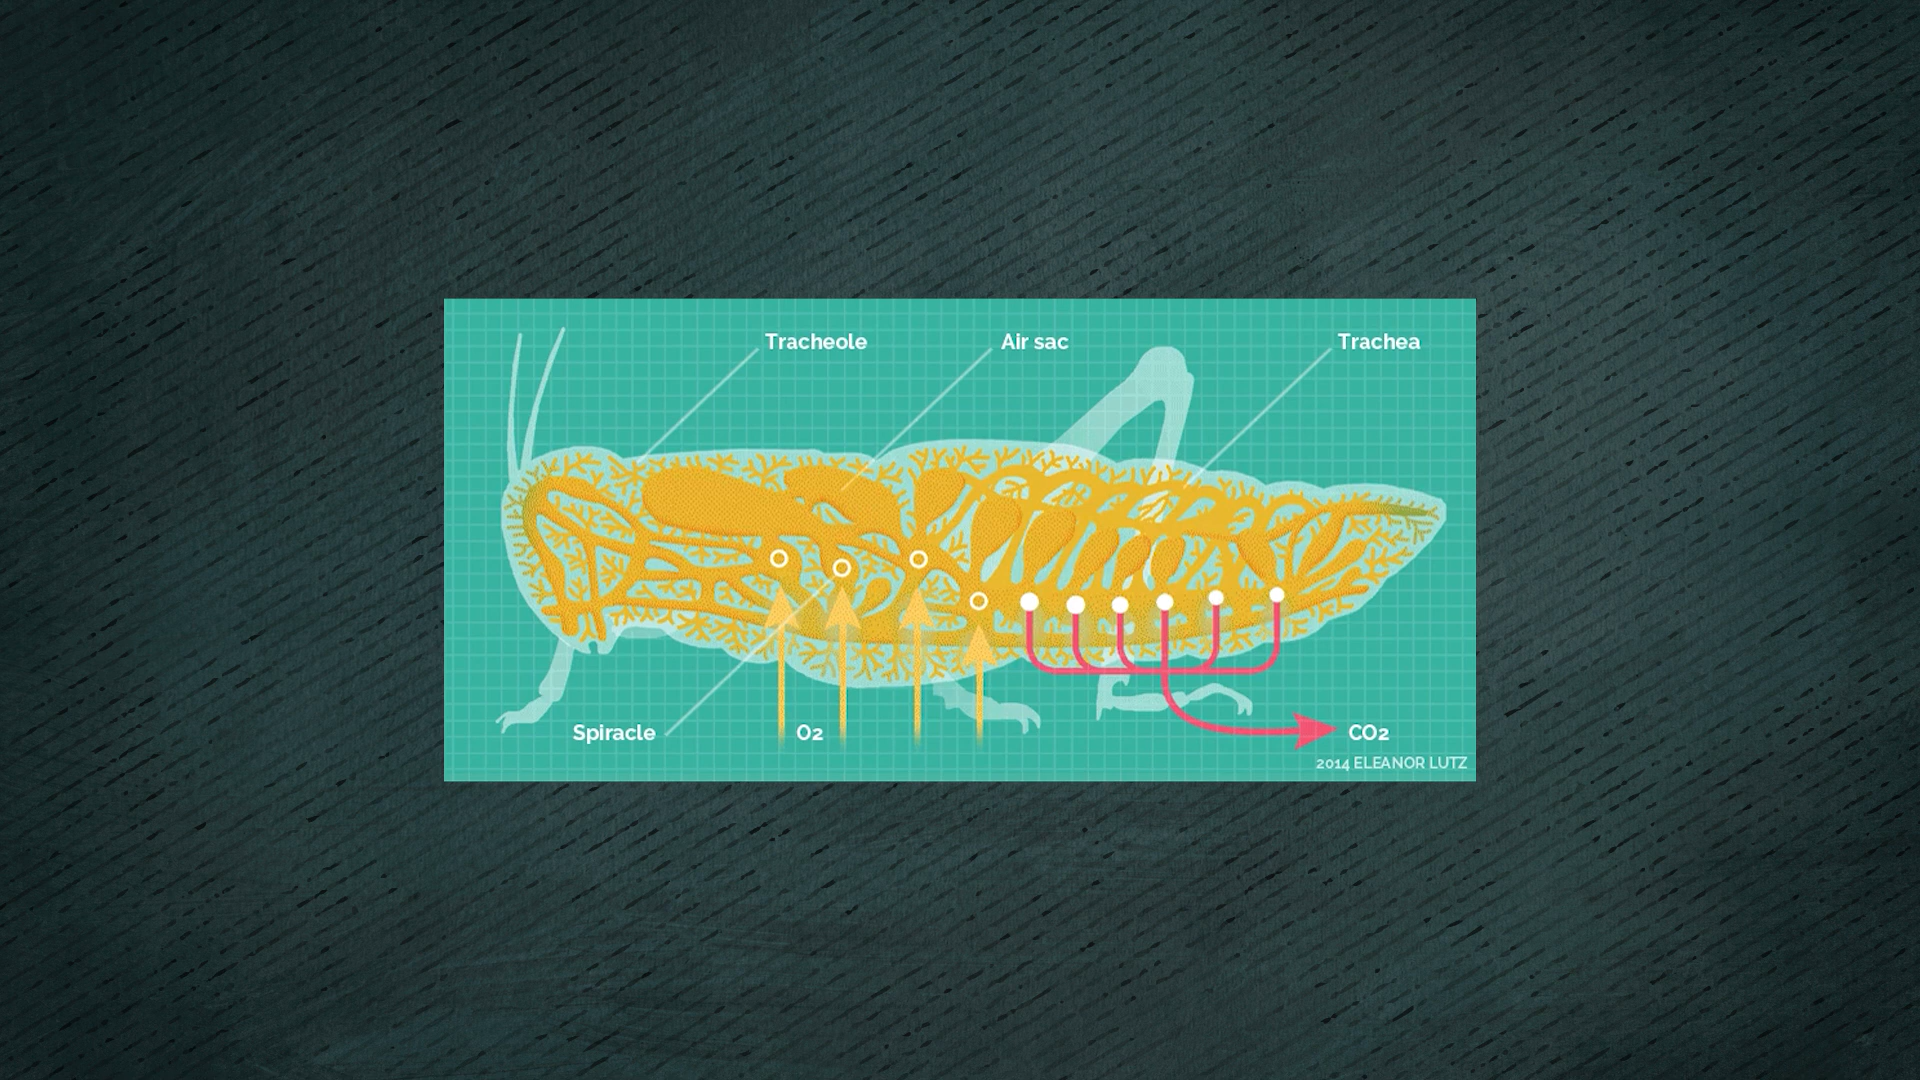 Tracheole
Air sac
Trachea
Spiracle
O2
CO2
2014 ELEANOR LUTZ